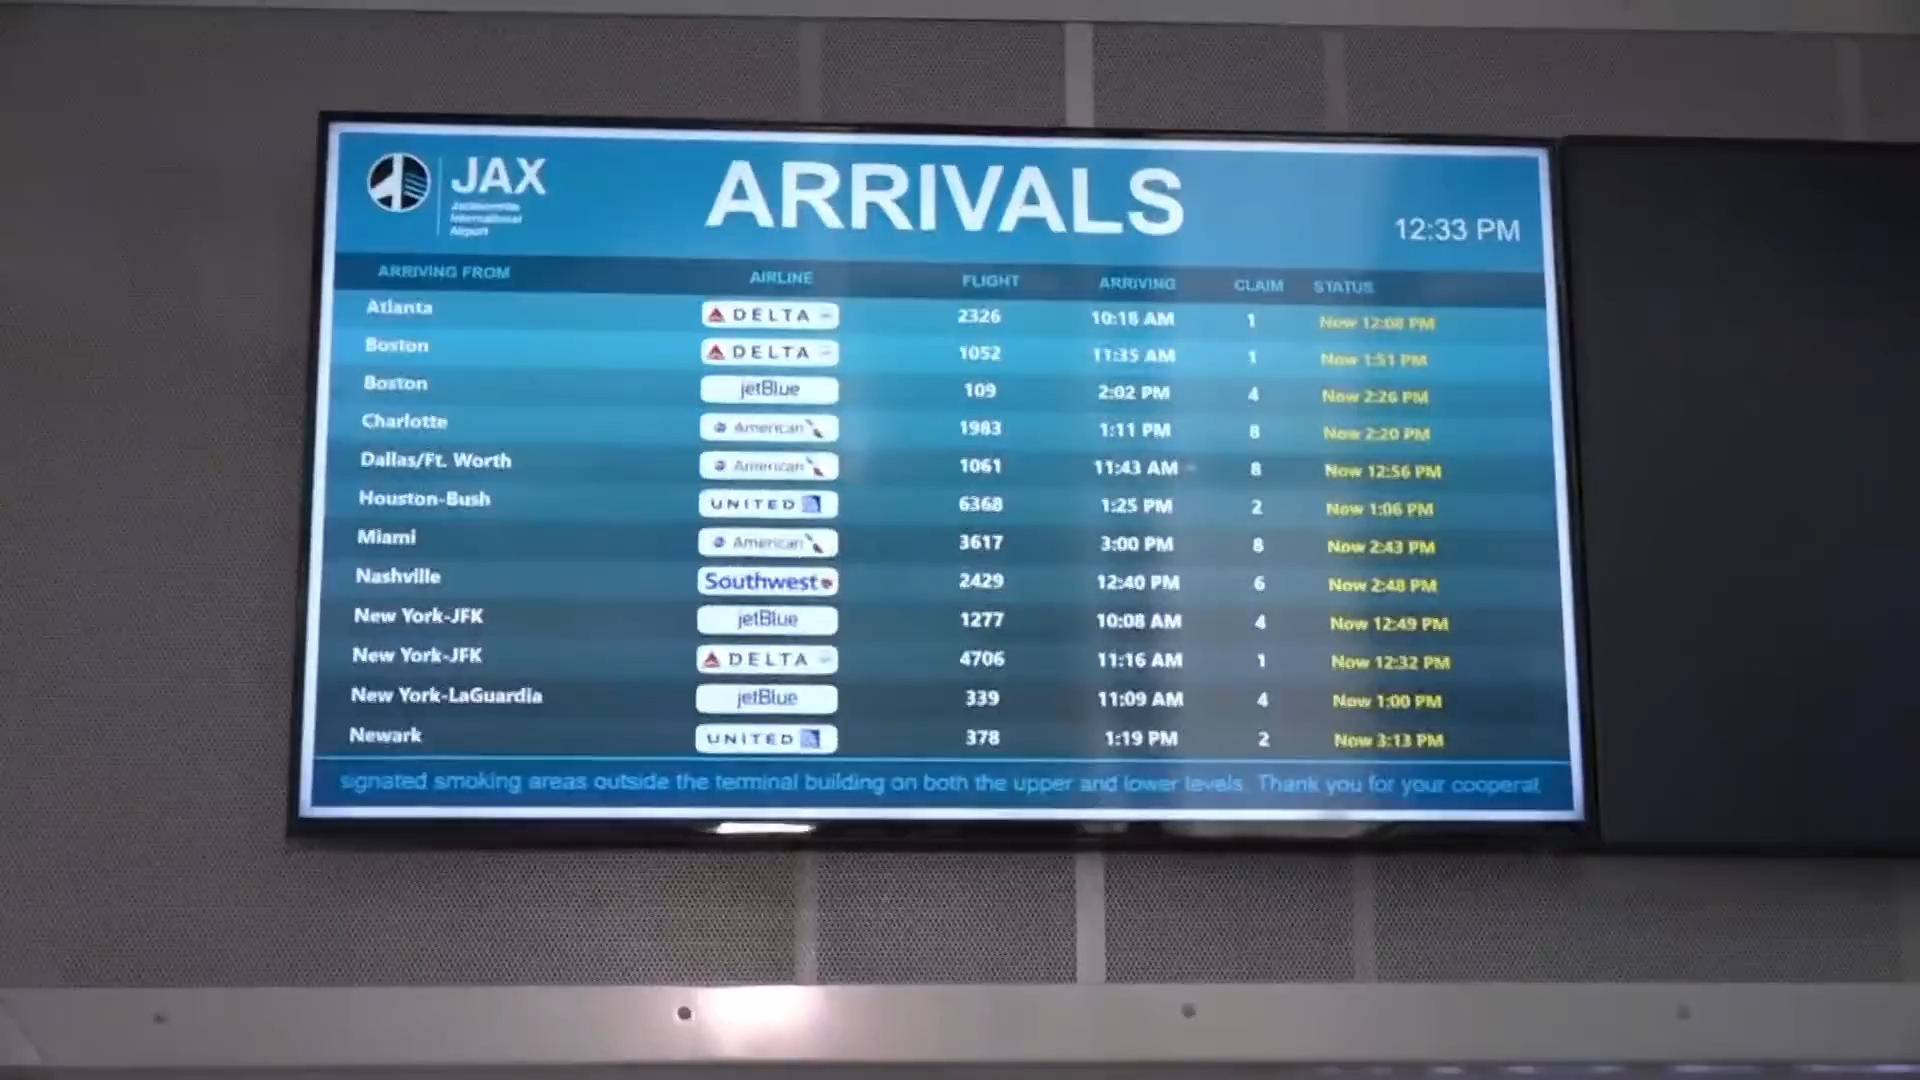 JAX
Jacksonville
International
Airport
ARRIVALS
12:33 PM
ARRIVING FROM AIRLINE FLIGHT ARRIVING CLAIM STATUS
Atlanta DELTA 2326 10:16 AM 1 Now 12:08 PM
Boston DELTA 1052 11:35 AM 1 Now 1:51 PM
Boston jetBlue 109 2:02 PM 4 Now 2:26 PM
Charlotte American 1983 1:11 PM 8 Now 2:20 PM
Dallas/Ft. Worth American 1061 11:43 AM 8 Now 12:56 PM
Houston-Bush UNITED 6368 1:25 PM 2 Now 1:06 PM
Miami American 3617 3:00 PM 8 Now 2:43 PM
Nashville Southwest 2429 12:40 PM 6 Now 2:48 PM
New York-JFK jetBlue 1277 10:08 AM 4 Now 12:49 PM
New York-JFK DELTA 4706 11:16 AM 1 Now 12:32 PM
New York-LaGuardia jetBlue 339 11:09 AM 4 Now 1:00 PM
Newark UNITED 378 1:19 PM 2 Now 3:13 PM
signated smoking areas outside the terminal building on both the upper and lower levels. Thank you for your cooperat